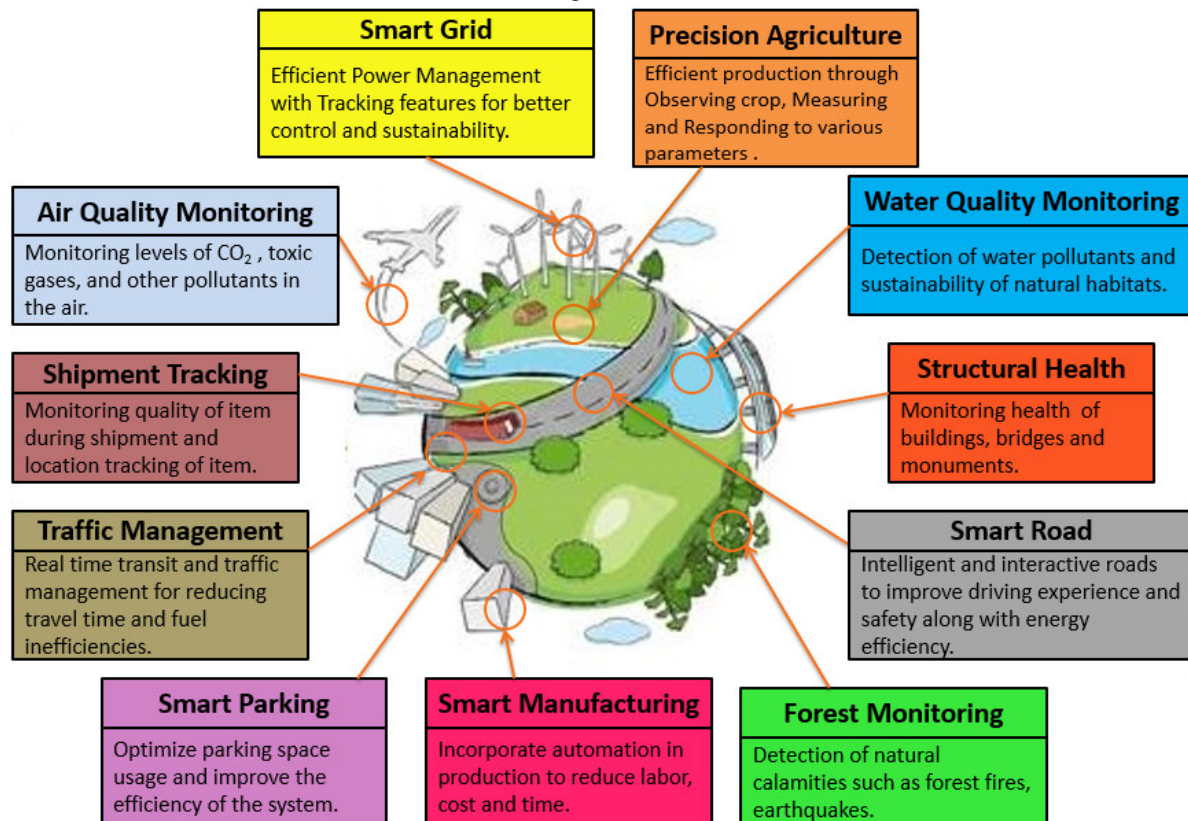 Smart Grid
Efficient Power Management
with Tracking features for better
control and sustainability.
Precision Agriculture
Efficient production through
Observing crop, Measuring
and Responding to various
parameters .
Air Quality Monitoring
Monitoring levels of CO₂ , toxic
gases, and other pollutants in
the air.
Water Quality Monitoring
Detection of water pollutants and
sustainability of natural habitats.
Shipment Tracking
Monitoring quality of item
during shipment and
location tracking of item.
Structural Health
Monitoring health of
buildings, bridges and
monuments.
Traffic Management
Real time transit and traffic
management for reducing
travel time and fuel
inefficiencies.
Smart Road
Intelligent and interactive roads
to improve driving experience and
safety along with energy
efficiency.
Smart Parking
Optimize parking space
usage and improve the
efficiency of the system.
Smart Manufacturing
Incorporate automation in
production to reduce labor,
cost and time.
Forest Monitoring
Detection of natural
calamities such as forest fires,
earthquakes.